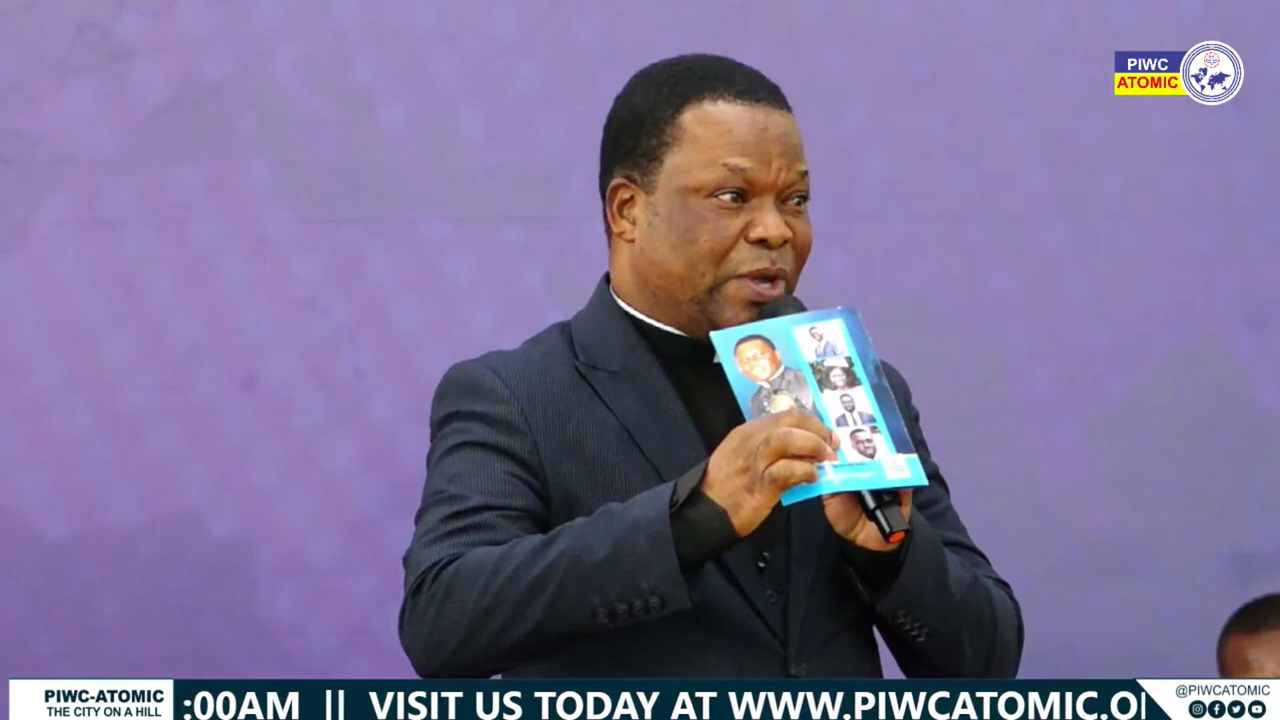 PIWC
ATOMIC
PIWC-ATOMIC
THE CITY ON A HILL
:00AM || VISIT US TODAY AT WWW.PIWCATOMIC.O
@PIWCATOMIC